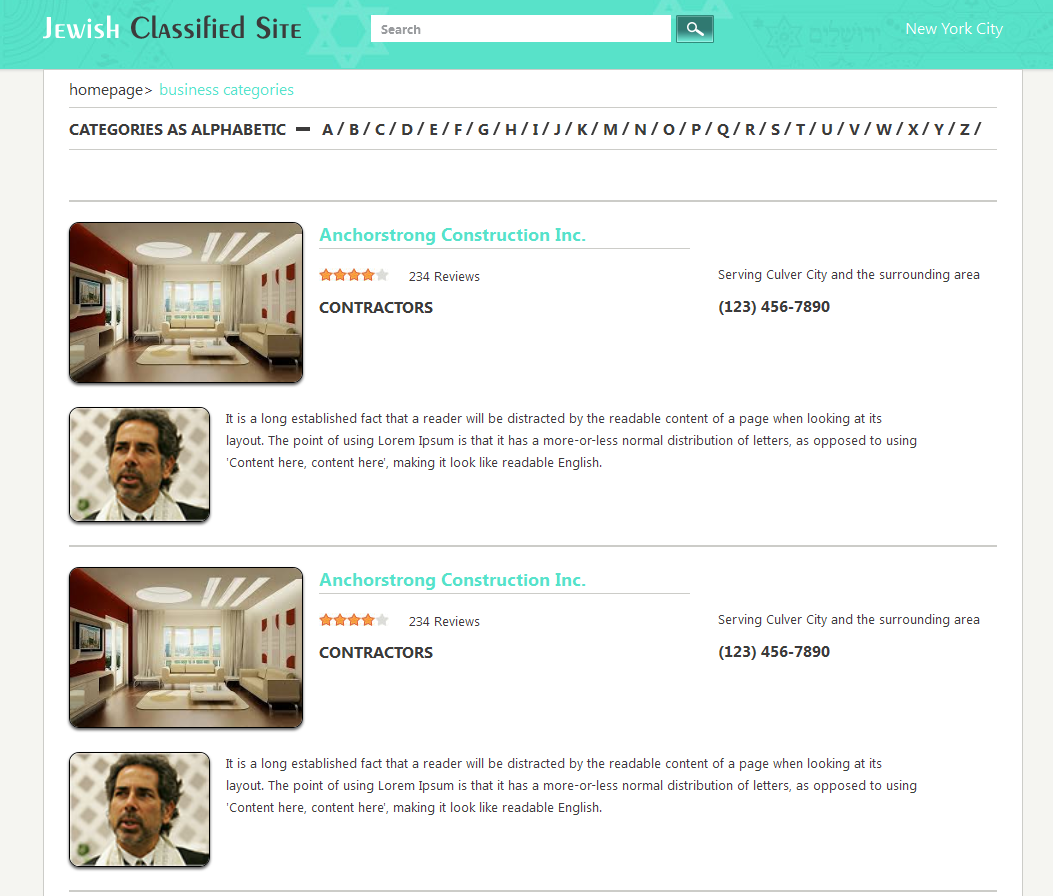 Jewish Classified Site
Search
ירושלים
New York City
homepage> business categories
CATEGORIES AS ALPHABETIC — A / B / C / D / E / F / G / H / I / J / K / M / N / O / P / Q / R / S / T / U / V / W / X / Y / Z /
Anchorstrong Construction Inc.
234 Reviews
Serving Culver City and the surrounding area
CONTRACTORS
(123) 456-7890
It is a long established fact that a reader will be distracted by the readable content of a page when looking at its
layout. The point of using Lorem Ipsum is that it has a more-or-less normal distribution of letters, as opposed to using
'Content here, content here', making it look like readable English.
Anchorstrong Construction Inc.
234 Reviews
Serving Culver City and the surrounding area
CONTRACTORS
(123) 456-7890
It is a long established fact that a reader will be distracted by the readable content of a page when looking at its
layout. The point of using Lorem Ipsum is that it has a more-or-less normal distribution of letters, as opposed to using
'Content here, content here', making it look like readable English.